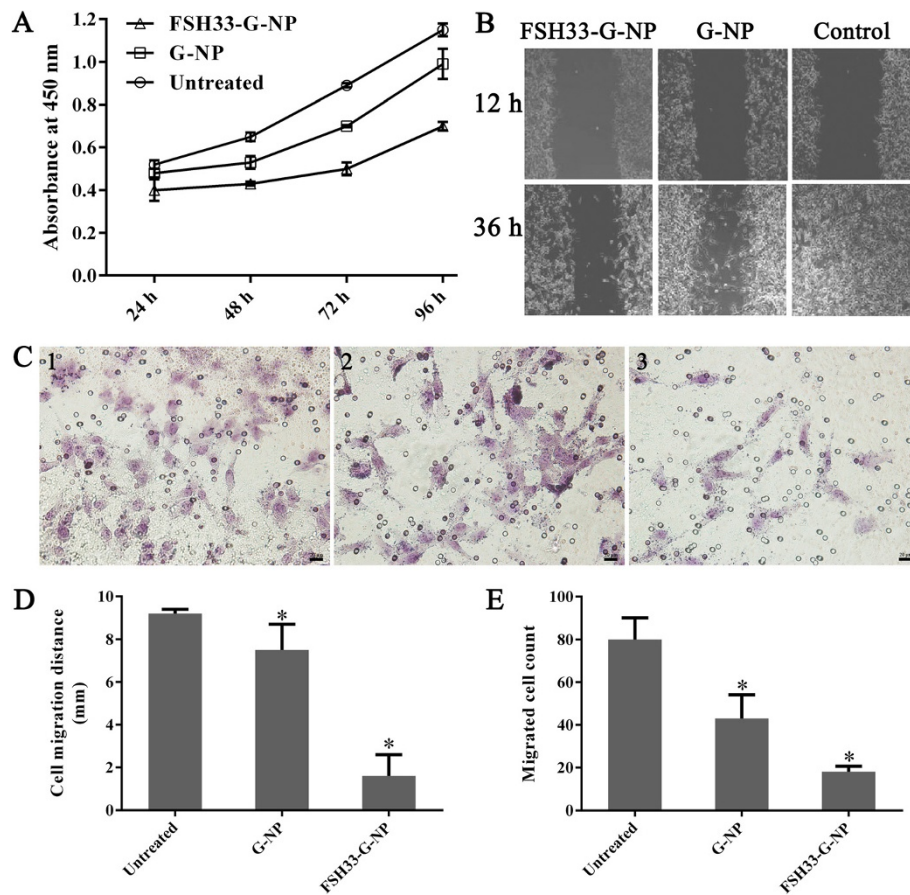 A
FSH33-G-NP
G-NP
Untreated
Absorbance at 450 nm
1.2
1.0
0.8
0.6
0.4
0.2
0.0
24 h
48 h
72 h
96 h
B
FSH33-G-NP G-NP Control
12 h
36 h
C
1 2 3
D
Cell migration distance
(mm)
10
8
6
4
2
0
*
*
Untreated
G-NP
FSH33-G-NP
E
Migrated cell count
100
80
60
40
20
0
*
*
Untreated
G-NP
FSH33-G-NP